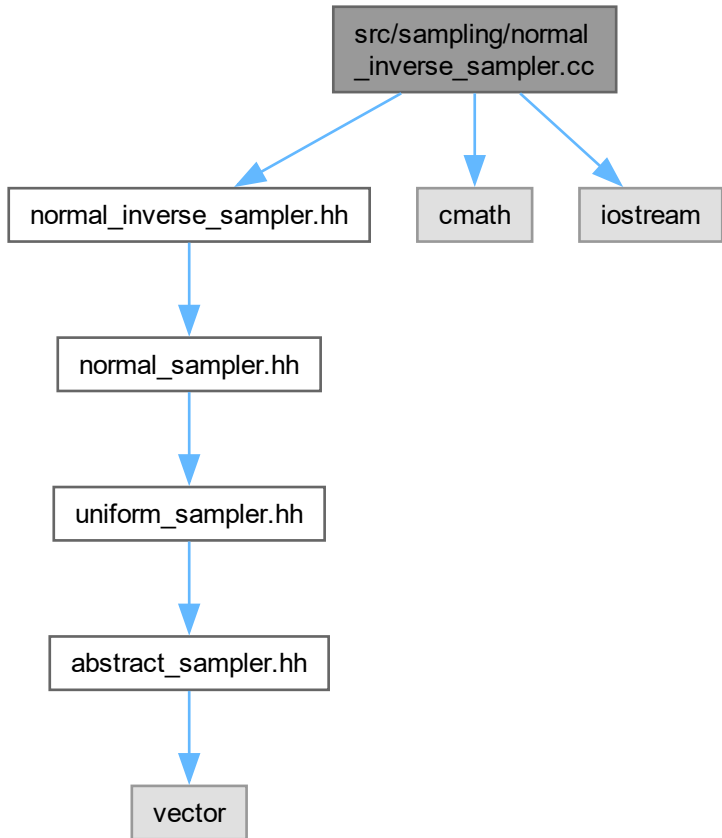 src/sampling/normal
_inverse_sampler.cc
normal_inverse_sampler.hh
cmath
iostream
normal_sampler.hh
uniform_sampler.hh
abstract_sampler.hh
vector